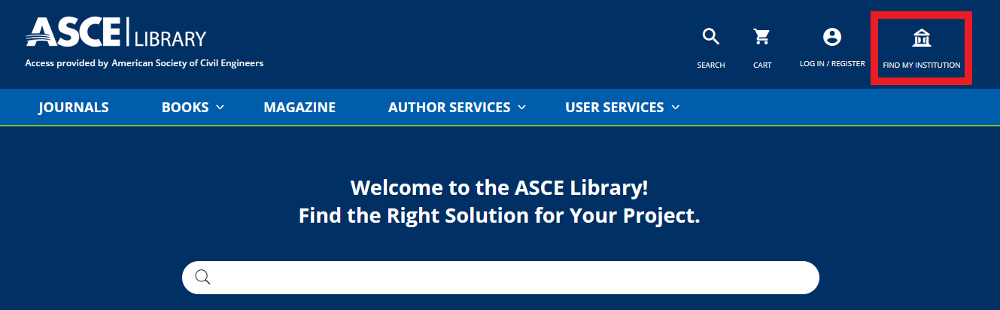 ASCE LIBRARY
Access provided by American Society of Civil Engineers
SEARCH
CART
LOG IN / REGISTER
FIND MY INSTITUTION
JOURNALS
BOOKS
MAGAZINE
AUTHOR SERVICES
USER SERVICES
Welcome to the ASCE Library!
Find the Right Solution for Your Project.